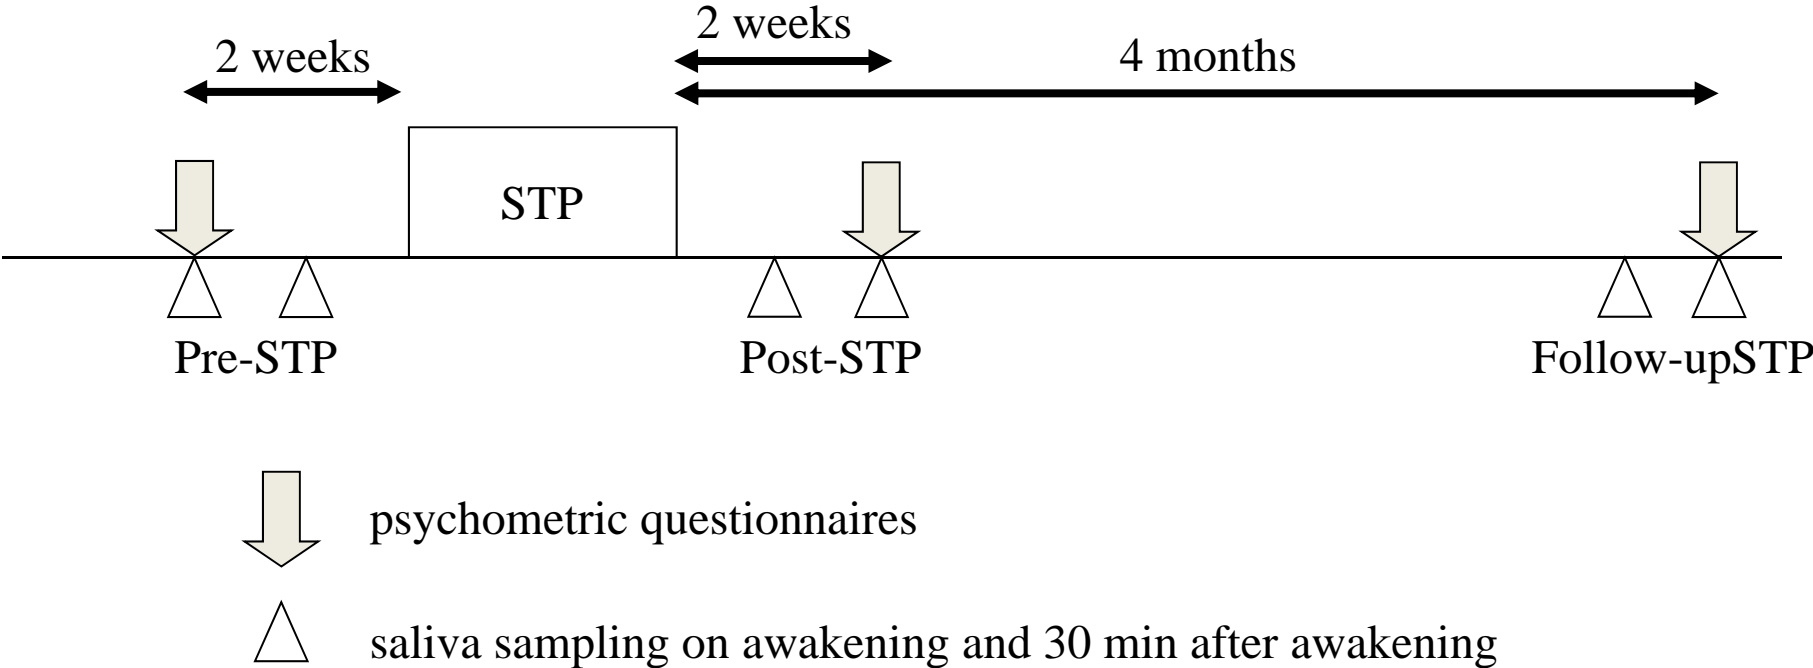 2 weeks
2 weeks
4 months
STP
Pre-STP
Post-STP
Follow-upSTP
psychometric questionnaires
saliva sampling on awakening and 30 min after awakening